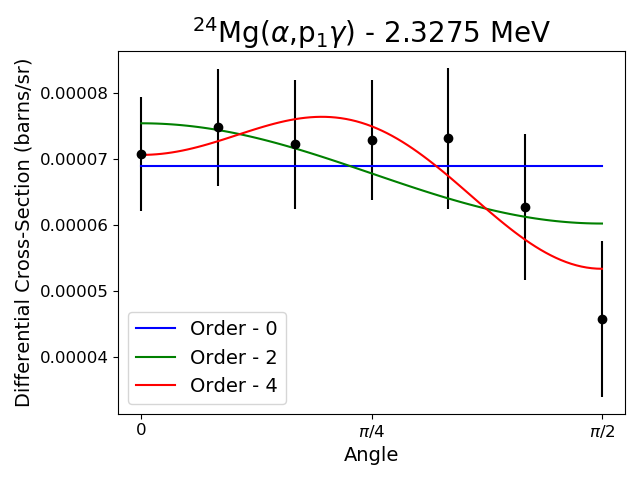 ²⁴Mg(α,p₁γ) - 2.3275 MeV
Differential Cross-Section (barns/sr)
0.00008
0.00007
0.00006
0.00005
0.00004
Order - 0
Order - 2
Order - 4
0
π/4
π/2
Angle